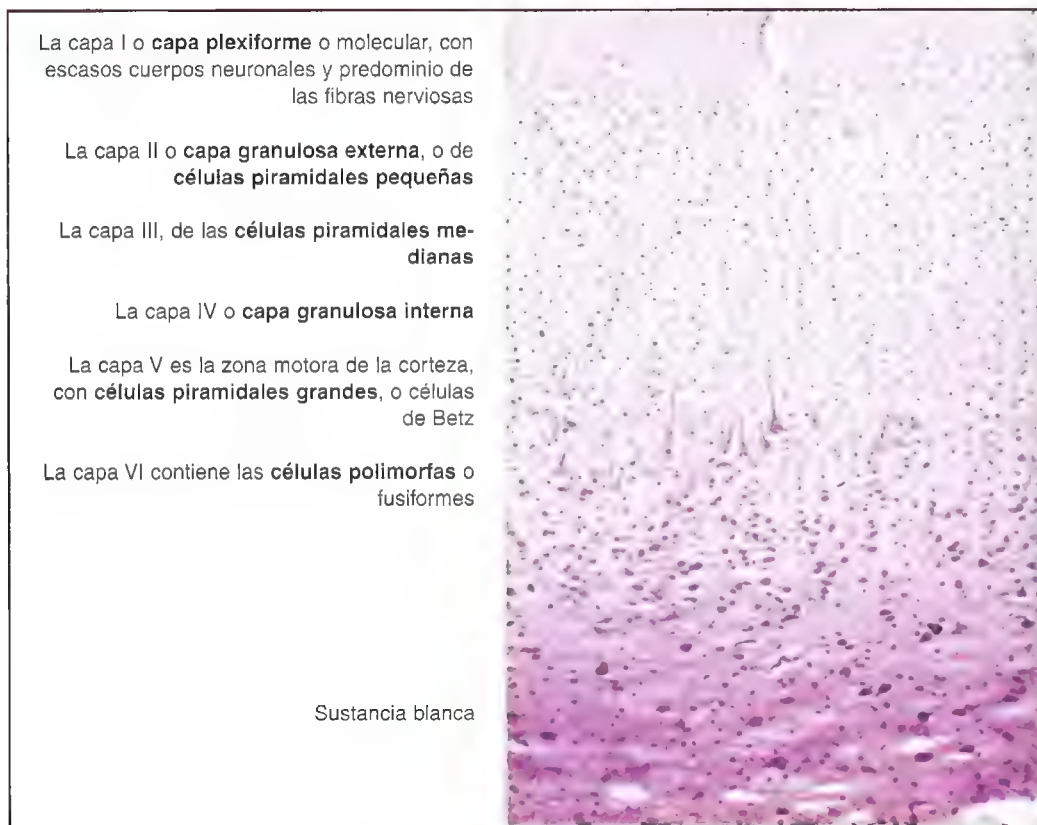 La capa I o capa plexiforme o molecular, con
escasos cuerpos neuronales y predominio de
las fibras nerviosas
La capa II o capa granulosa externa, o de
células piramidales pequeñas
La capa III, de las células piramidales me-
dianas
La capa IV o capa granulosa interna
La capa V es la zona motora de la corteza,
con células piramidales grandes, o células
de Betz
La capa VI contiene las células polimorfas o
fusiformes
Sustancia blanca